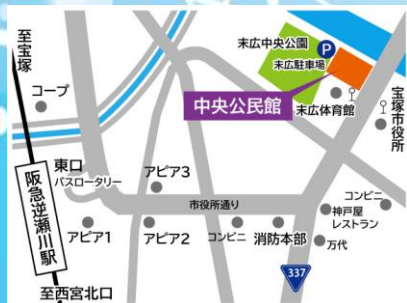 至宝塚
コープ
末広中央公園
P
末広駐車場
中央公民館
末広体育館
宝塚市役所
東口
バスロータリー
アピア3
阪急逆瀬川駅
市役所通り
コンビニ
神戸屋
レストラン
アピア1
アピア2
コンビニ
消防本部
万代
337
至西宮北口